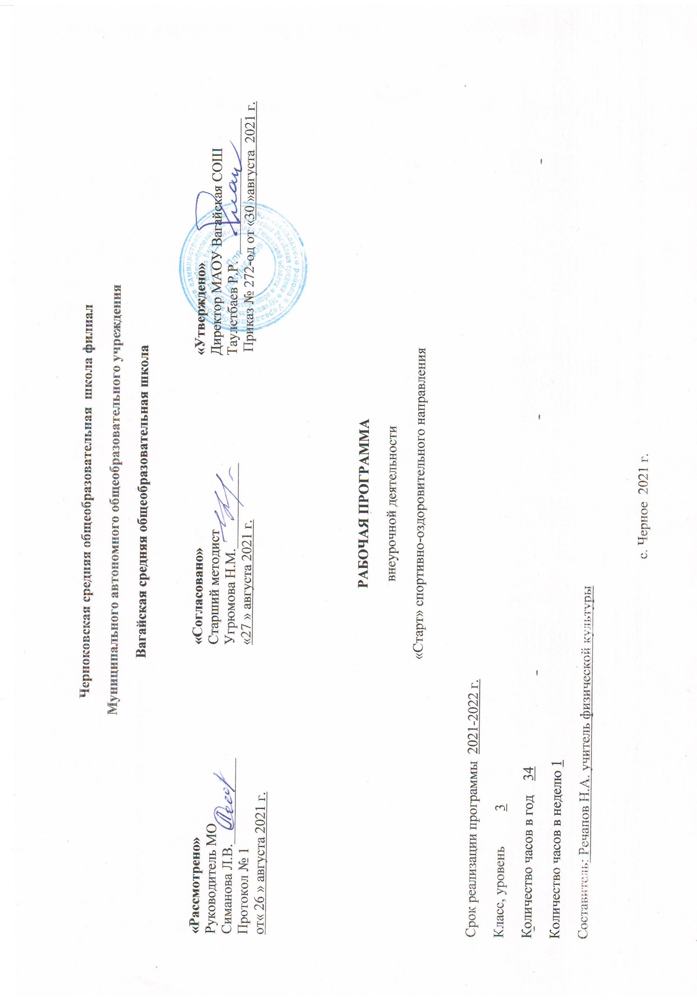 Черноковская средняя общеобразовательная школа филиал
Муниципального автономного общеобразовательного учреждения
Вагайская средняя общеобразовательная школа
«Рассмотрено»
Руководитель МО
Симанова Л.В.
Протокол № 1
от« 26 » августа 2021 г.
«Согласовано»
Старший методист
Угрюмова Н.М.
«27 » августа 2021 г.
«Утверждено»
Директор МАОУ Вагайская СОШ
Таулетбаев Р.Р.
Приказ № 272-од от «30 »августа 2021 г.
Для
документов
РАБОЧАЯ ПРОГРАММА
внеурочной деятельности
«Старт» спортивно-оздоровительного направления
Срок реализации программы 2021-2022 г.
Класс, уровень 3
Количество часов в год 34
Количество часов в неделю 1
Составитель: Речапов Н.А. учитель физической культуры
с. Черное 2021 г.